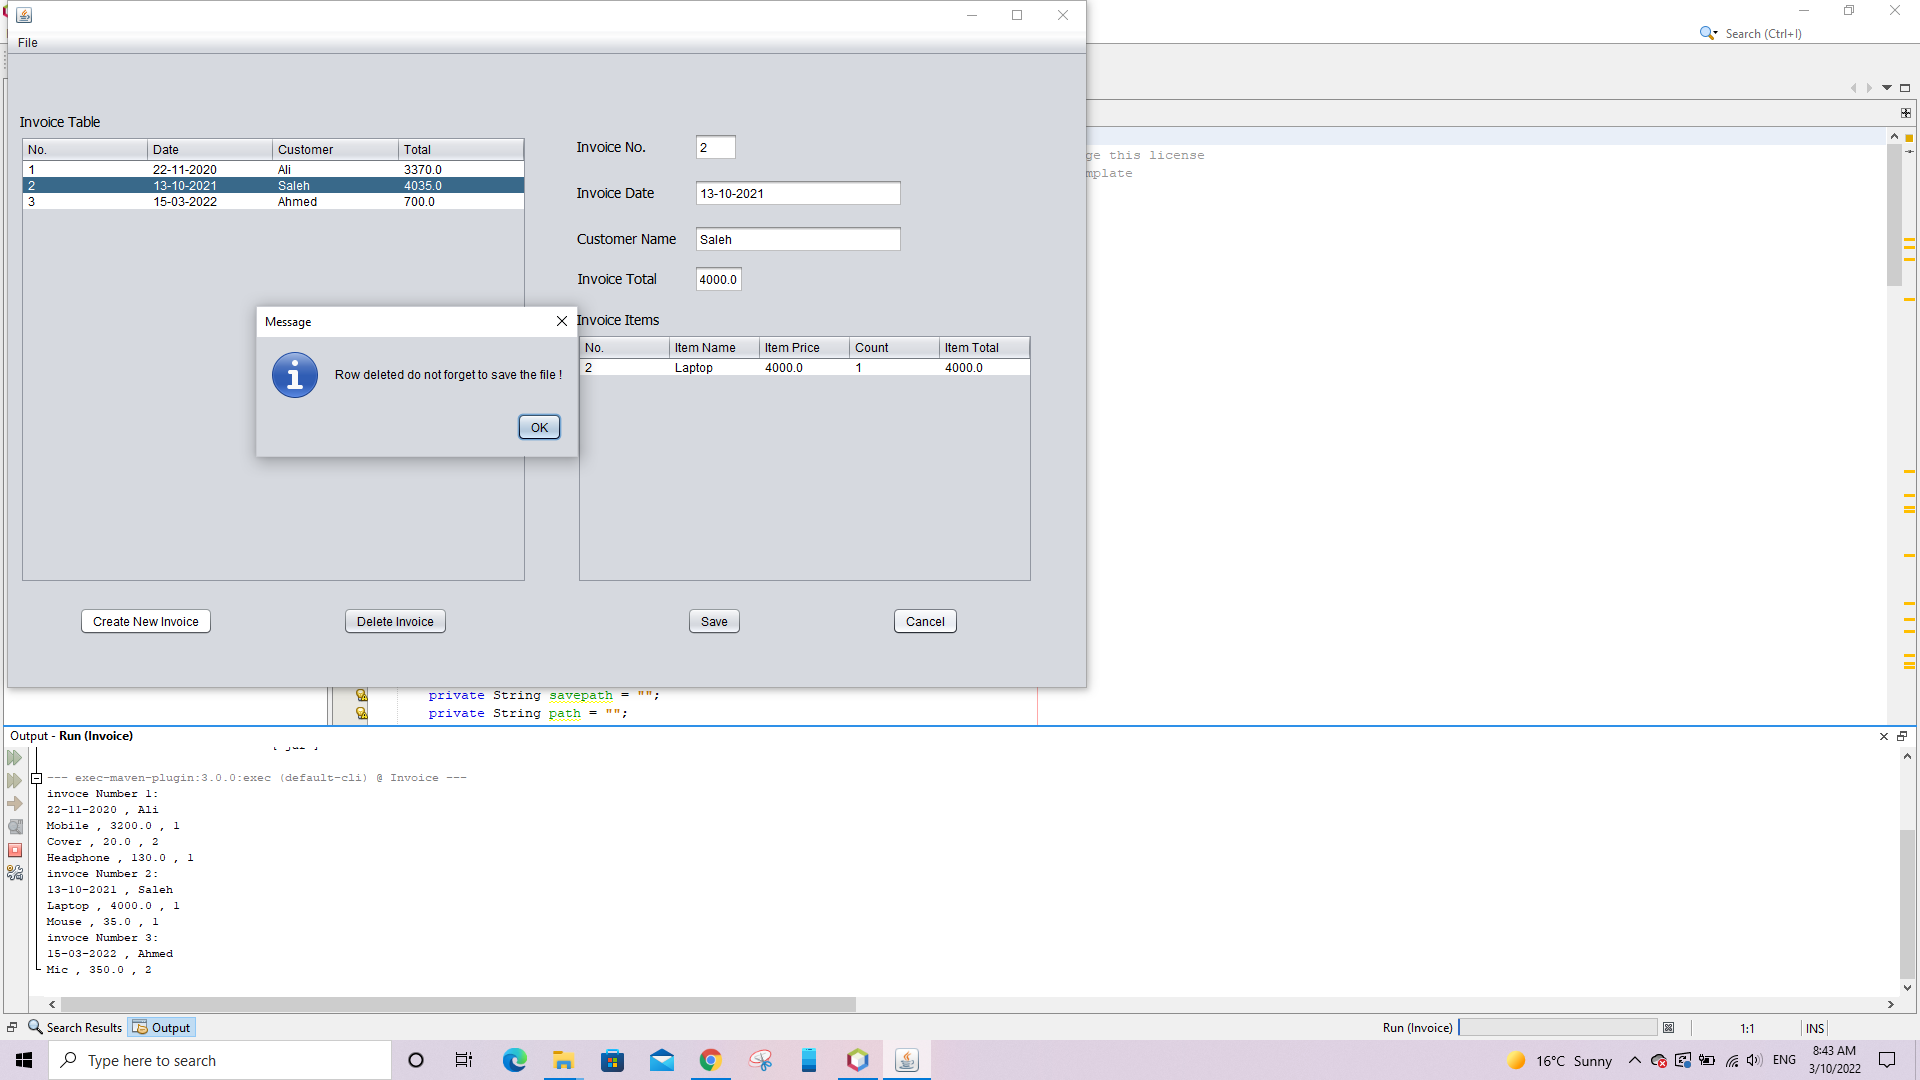 File
Search (Ctrl+I)
Invoice Table
No. Date Customer Total
1 22-11-2020 Ali 3370.0
2 13-10-2021 Saleh 4035.0
3 15-03-2022 Ahmed 700.0
Invoice No. 2
Invoice Date 13-10-2021
Customer Name Saleh
Invoice Total 4000.0
Invoice Items
No. Item Name Item Price Count Item Total
2 Laptop 4000.0 1 4000.0
Message
Row deleted do not forget to save the file !
OK
Create New Invoice Delete Invoice Save Cancel
ge this license
mplate
private String savepath = "";
private String path = "";
Output - Run (Invoice)
--- exec-maven-plugin:3.0.0:exec (default-cli) @ Invoice ---
invoce Number 1:
22-11-2020 , Ali
Mobile , 3200.0 , 1
Cover , 20.0 , 2
Headphone , 130.0 , 1
invoce Number 2:
13-10-2021 , Saleh
Laptop , 4000.0 , 1
Mouse , 35.0 , 1
invoce Number 3:
15-03-2022 , Ahmed
Mic , 350.0 , 2
Search Results Output Run (Invoice) 1:1 INS
Type here to search
16°C Sunny ENG
8:43 AM
3/10/2022